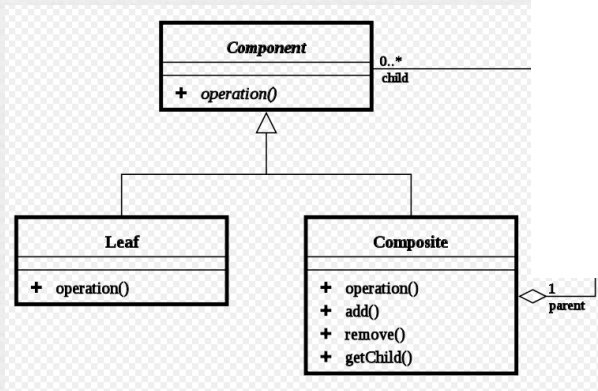 Component
+ operation()
0..*
child
Leaf
+ operation()
Composite
+ operation()
+ add()
+ remove()
+ getChild()
1
parent